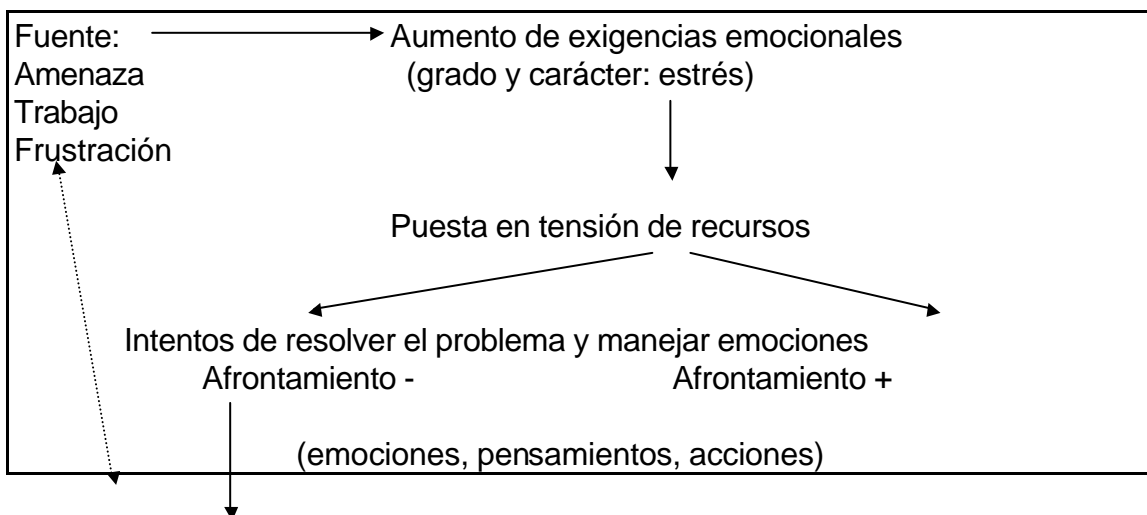 Fuente: Aumento de exigencias emocionales
Amenaza (grado y carácter: estrés)
Trabajo
Frustración
Puesta en tensión de recursos
Intentos de resolver el problema y manejar emociones
Afrontamiento - Afrontamiento +
(emociones, pensamientos, acciones)